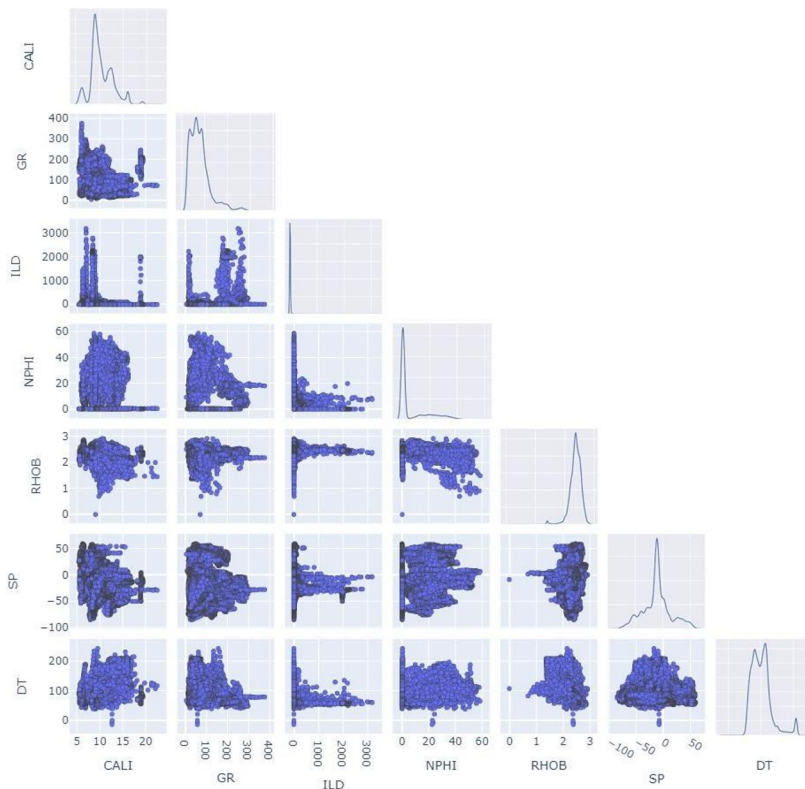 CALI
400
300
200
100
0
GR
3000
2000
1000
0
ILD
60
40
20
0
NPHI
3
2
1
0
RHOB
50
0
−50
−100
SP
200
100
0
DT
5 10 15 20
0 100 200 300 400
0 1000 2000 3000
0 20 40 60
0 1 2 3
−100 −50 0 50
CALI GR ILD NPHI RHOB SP DT